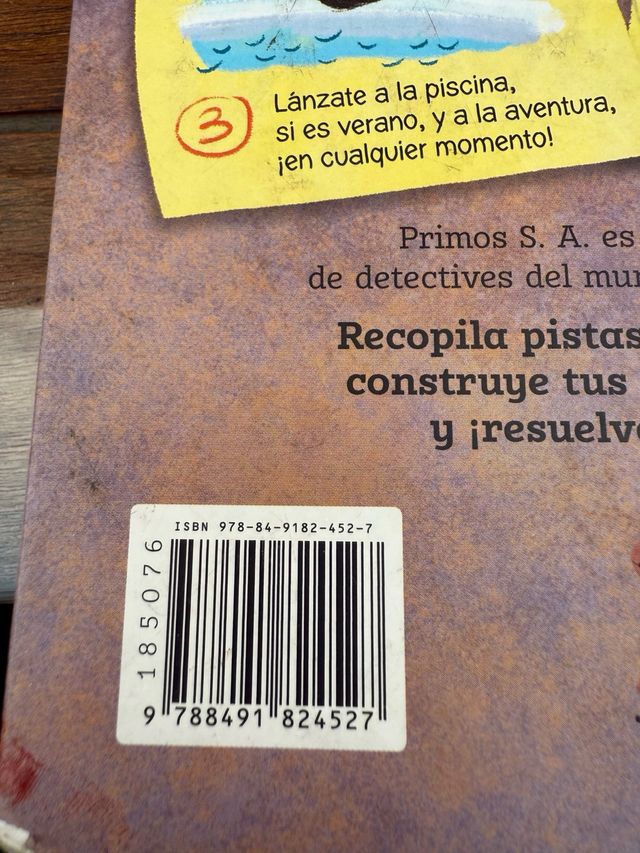 3
Lánzate a la piscina,
si es verano, y a la aventura,
¡en cualquier momento!
Primos S. A. es
de detectives del
Recopila pistas
construye tus
y ¡resuelv
ISBN 978-84-9182-452-7
185076
9 788491 824527